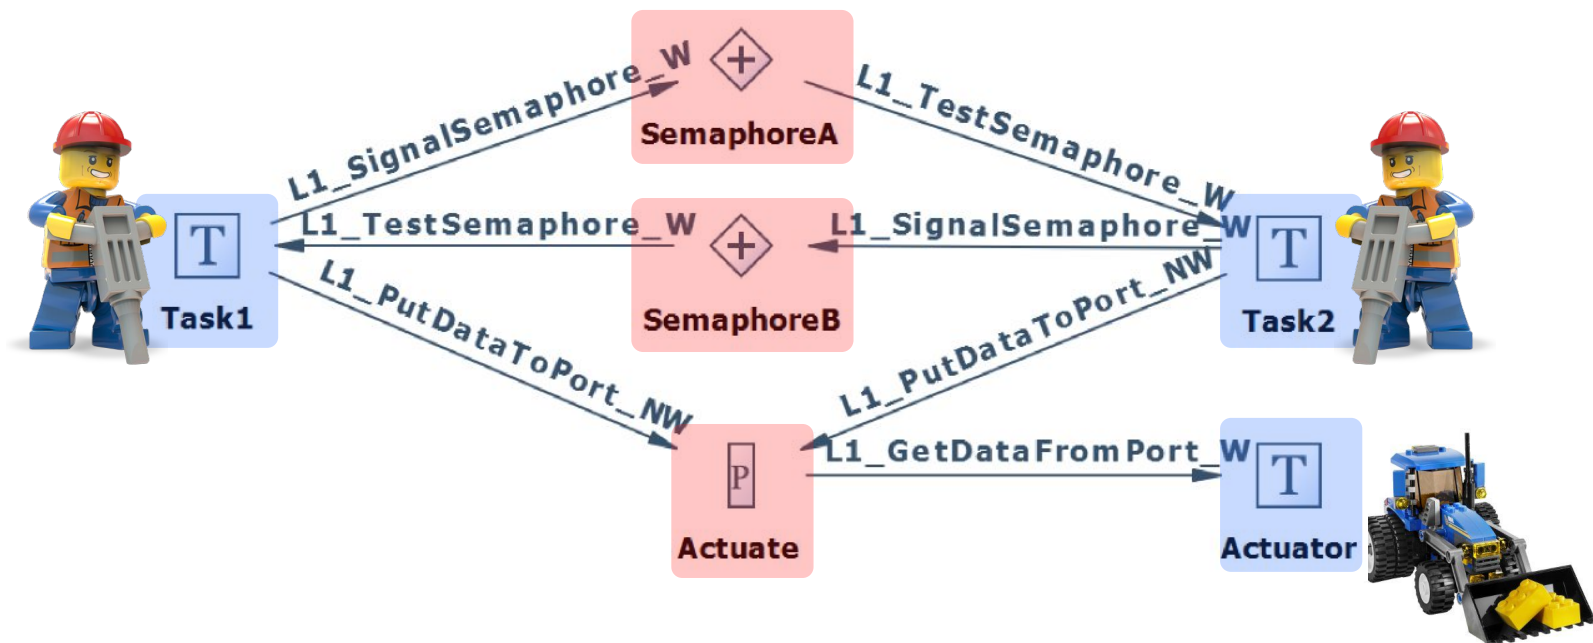 L1_SignalSemaphore_W
SemaphoreA
L1_TestSemaphore_W
T
Task1
L1_TestSemaphore_W
SemaphoreB
L1_SignalSemaphore_W
T
Task2
L1_PutDataToPort_NW
L1_PutDataToPort_NW
P
Actuate
L1_GetDataFromPort_W
T
Actuator